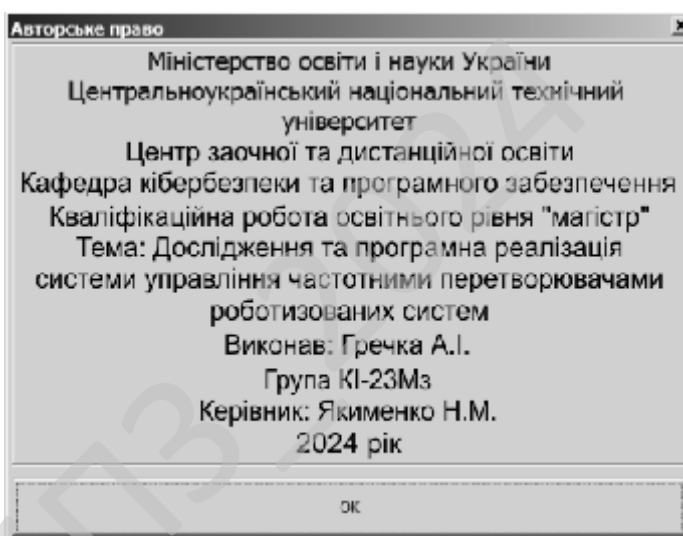 Авторське право
Міністерство освіти і науки України
Центральноукраїнський національний технічний
університет
Центр заочної та дистанційної освіти
Кафедра кібербезпеки та програмного забезпечення
Кваліфікаційна робота освітнього рівня "магістр"
Тема: Дослідження та програмна реалізація
системи управління частотними перетворювачами
роботизованих систем
Виконав: Гречка А.І.
Група КІ-23Мз
Керівник: Якименко Н.М.
2024 рік
ОК
ПЗ_2024